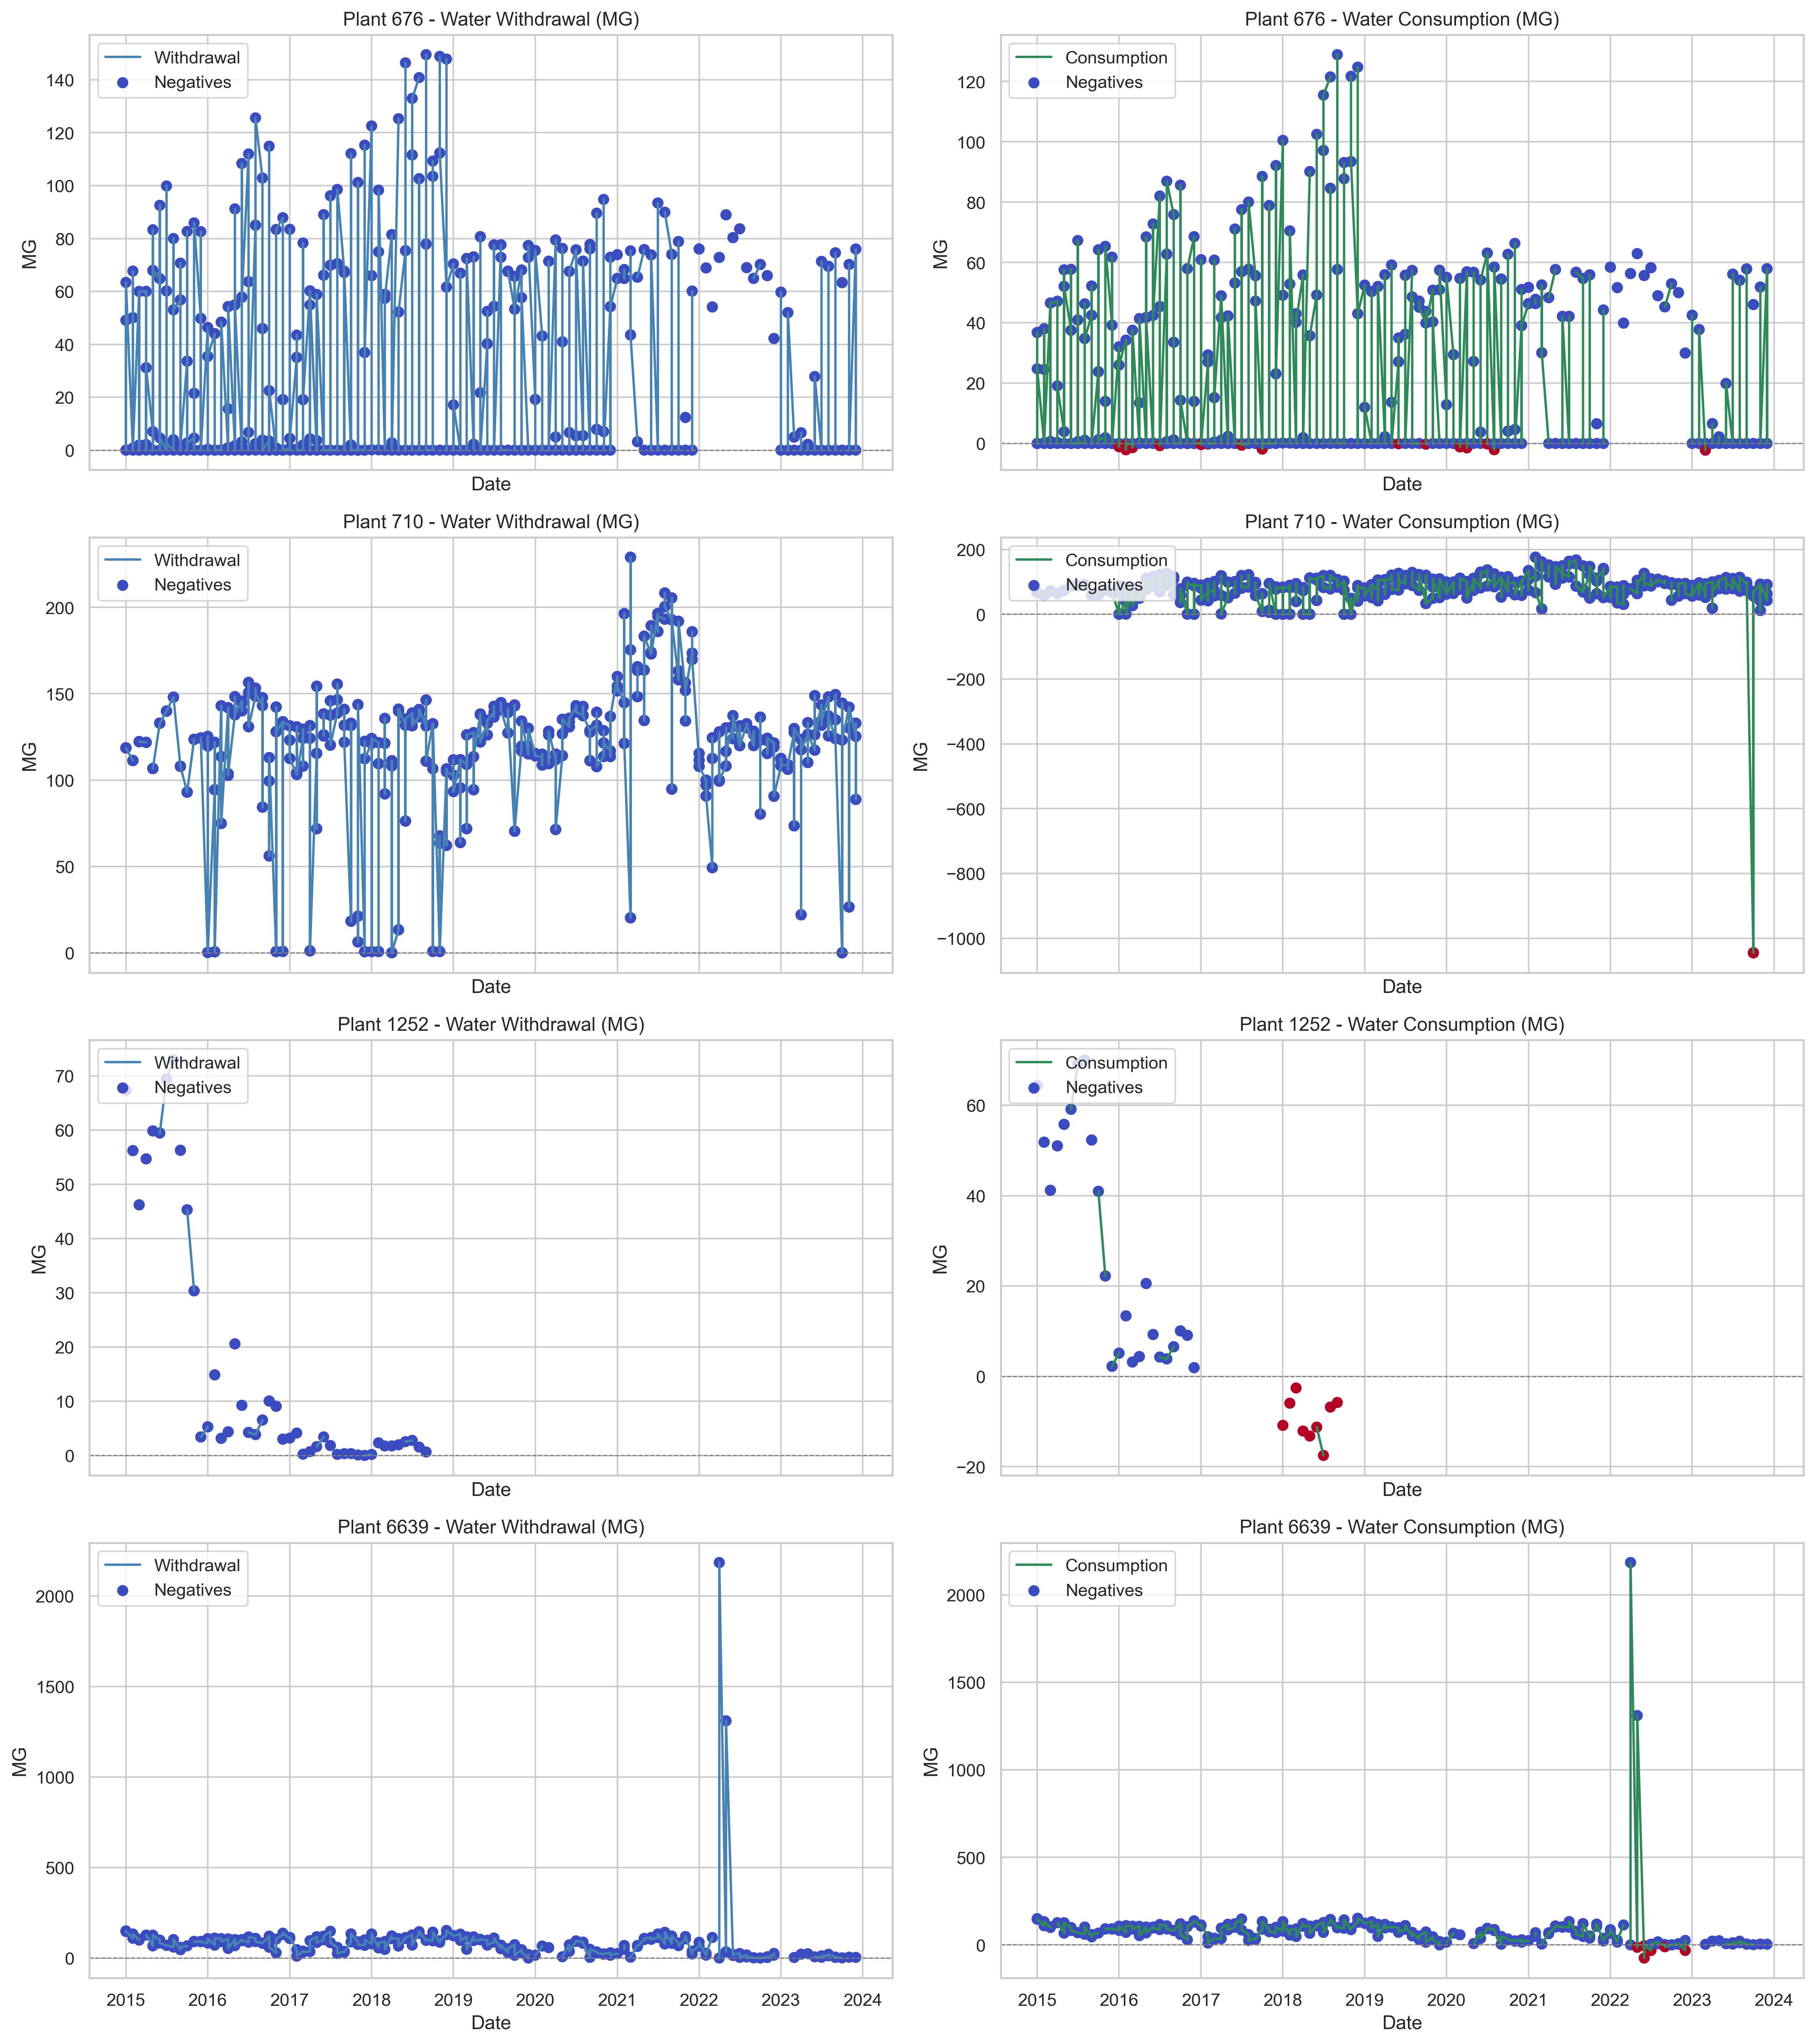 Plant 676 - Water Withdrawal (MG)
Withdrawal
Negatives
MG
140
120
100
80
60
40
20
0
Date
Plant 676 - Water Consumption (MG)
Consumption
Negatives
MG
120
100
80
60
40
20
0
Date
Plant 710 - Water Withdrawal (MG)
Withdrawal
Negatives
MG
200
150
100
50
0
Date
Plant 710 - Water Consumption (MG)
Consumption
Negatives
MG
200
0
−200
−400
−600
−800
−1000
Date
Plant 1252 - Water Withdrawal (MG)
Withdrawal
Negatives
MG
70
60
50
40
30
20
10
0
Date
Plant 1252 - Water Consumption (MG)
Consumption
Negatives
MG
60
40
20
0
−20
Date
Plant 6639 - Water Withdrawal (MG)
Withdrawal
Negatives
MG
2000
1500
1000
500
0
2015 2016 2017 2018 2019 2020 2021 2022 2023 2024
Date
Plant 6639 - Water Consumption (MG)
Consumption
Negatives
MG
2000
1500
1000
500
0
2015 2016 2017 2018 2019 2020 2021 2022 2023 2024
Date